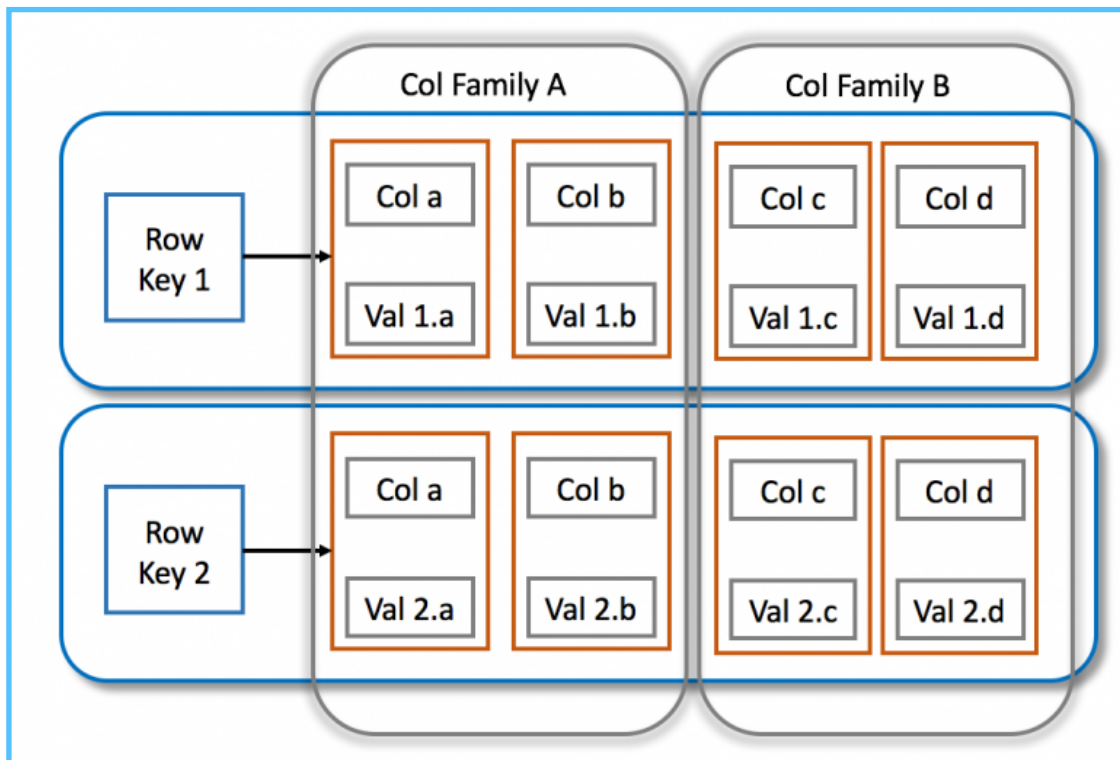 Col Family A
Col Family B
Row
Key 1
Col a
Col b
Col c
Col d
Val 1.a
Val 1.b
Val 1.c
Val 1.d
Row
Key 2
Col a
Col b
Col c
Col d
Val 2.a
Val 2.b
Val 2.c
Val 2.d